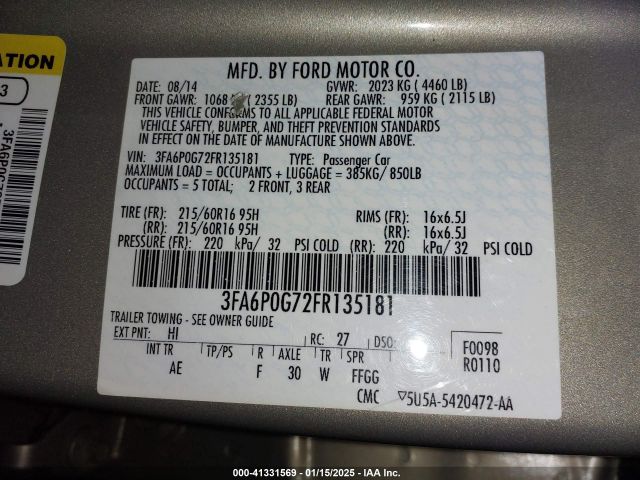 ATION
3
3FA6P0G72
MFD. BY FORD MOTOR CO.
DATE: 08/14 GVWR: 2023 KG ( 4460 LB)
FRONT GAWR: 1068 ( 2355 LB) REAR GAWR: 959 KG ( 2115 LB)
THIS VEHICLE CONFORMS TO ALL APPLICABLE FEDERAL MOTOR
VEHICLE SAFETY, BUMPER, AND THEFT PREVENTION STANDARDS
IN EFFECT ON THE DATE OF MANUFACTURE SHOWN ABOVE.
VIN: 3FA6P0G72FR135181 TYPE: Passenger Car
MAXIMUM LOAD = OCCUPANTS + LUGGAGE = 385KG/ 850LB
OCCUPANTS = 5 TOTAL; 2 FRONT, 3 REAR
TIRE (FR): 215/60R16 95H RIMS (FR): 16x6.5J
(RR): 215/60R16 95H (RR): 16x6.5J
PRESSURE (FR): 220 kPa/ 32 PSI COLD (RR): 220 kPa/ 32 PSI COLD
3FA6P0G72FR135181
TRAILER TOWING - SEE OWNER GUIDE
EXT PNT: HI RC: 27 DSO: F0098
INT TR TP/PS R AXLE TR SPR R0110
AE F 30 W FFGG
CMC ▽5U5A-5420472-AA
000-41331569 | 01/15/2025 | IAA Inc.